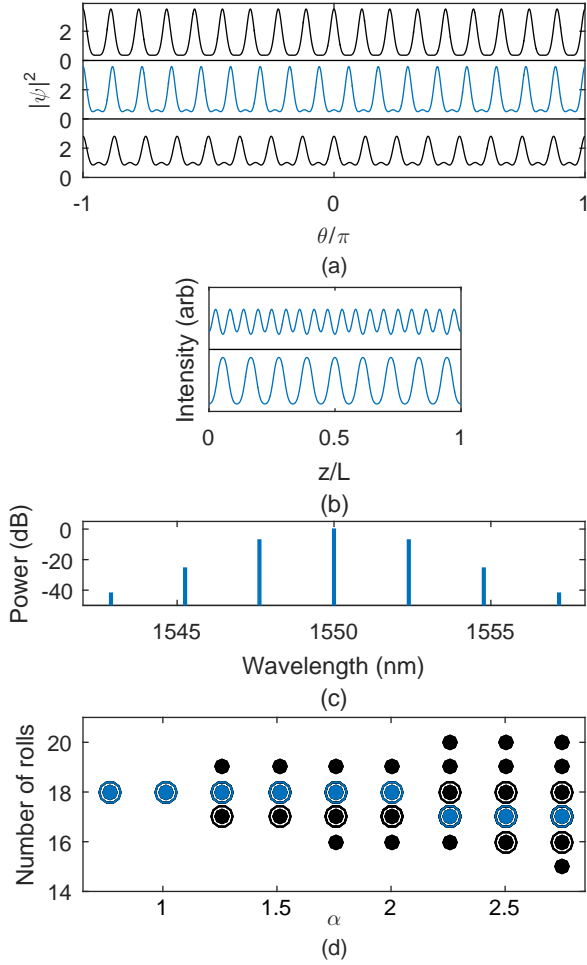 2
0
2
0
2
0
|ψ|²
-1 0 1
θ/π
(a)
Intensity (arb)
0 0.5 1
z/L
(b)
0
-20
-40
Power (dB)
1545 1550 1555
Wavelength (nm)
(c)
20
18
16
14
Number of rolls
1 1.5 2 2.5
α
(d)